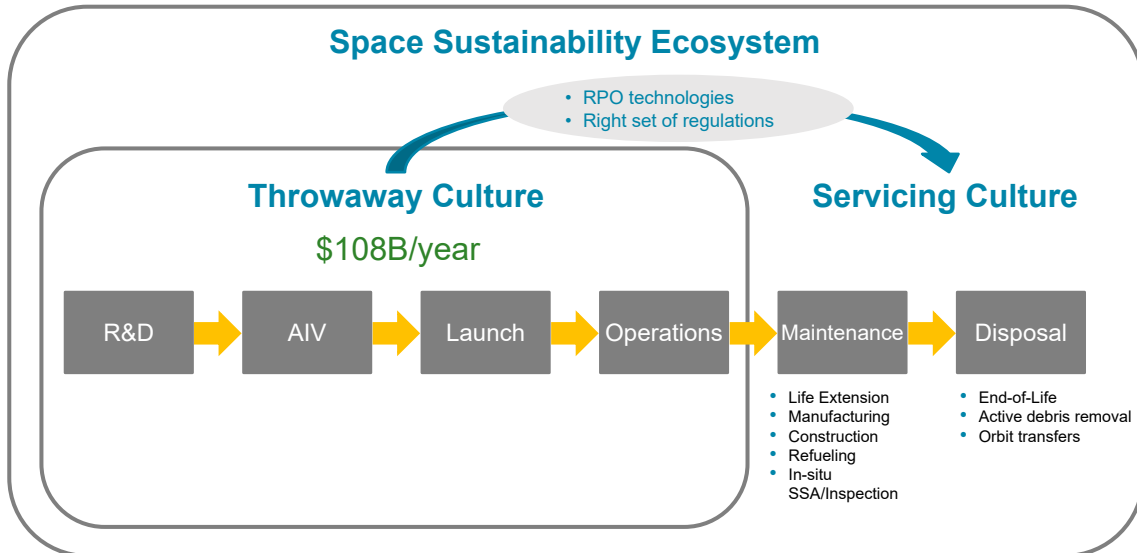 Space Sustainability Ecosystem
• RPO technologies
• Right set of regulations
Throwaway Culture
Servicing Culture
$108B/year
R&D
AIV
Launch
Operations
Maintenance
Disposal
• Life Extension
• Manufacturing
• Construction
• Refueling
• In-situ
SSA/Inspection
• End-of-Life
• Active debris removal
• Orbit transfers